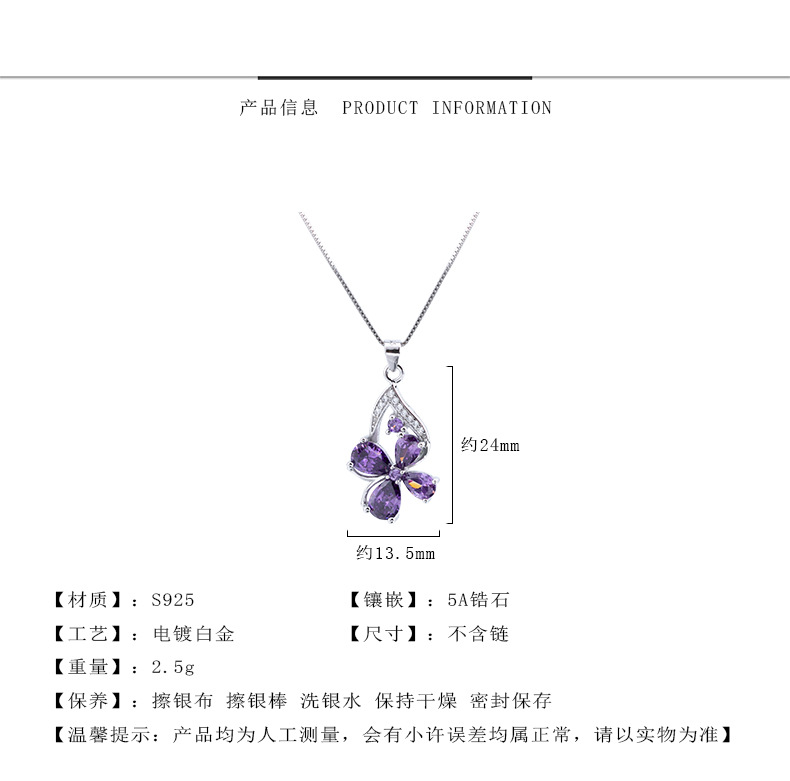 产品信息 PRODUCT INFORMATION
约24mm
约13.5mm
【材质】：S925 【镶嵌】：5A锆石
【工艺】：电镀白金 【尺寸】：不含链
【重量】：2.5g
【保养】：擦银布 擦银棒 洗银水 保持干燥 密封保存
【温馨提示：产品均为人工测量，会有小许误差均属正常，请以实物为准】